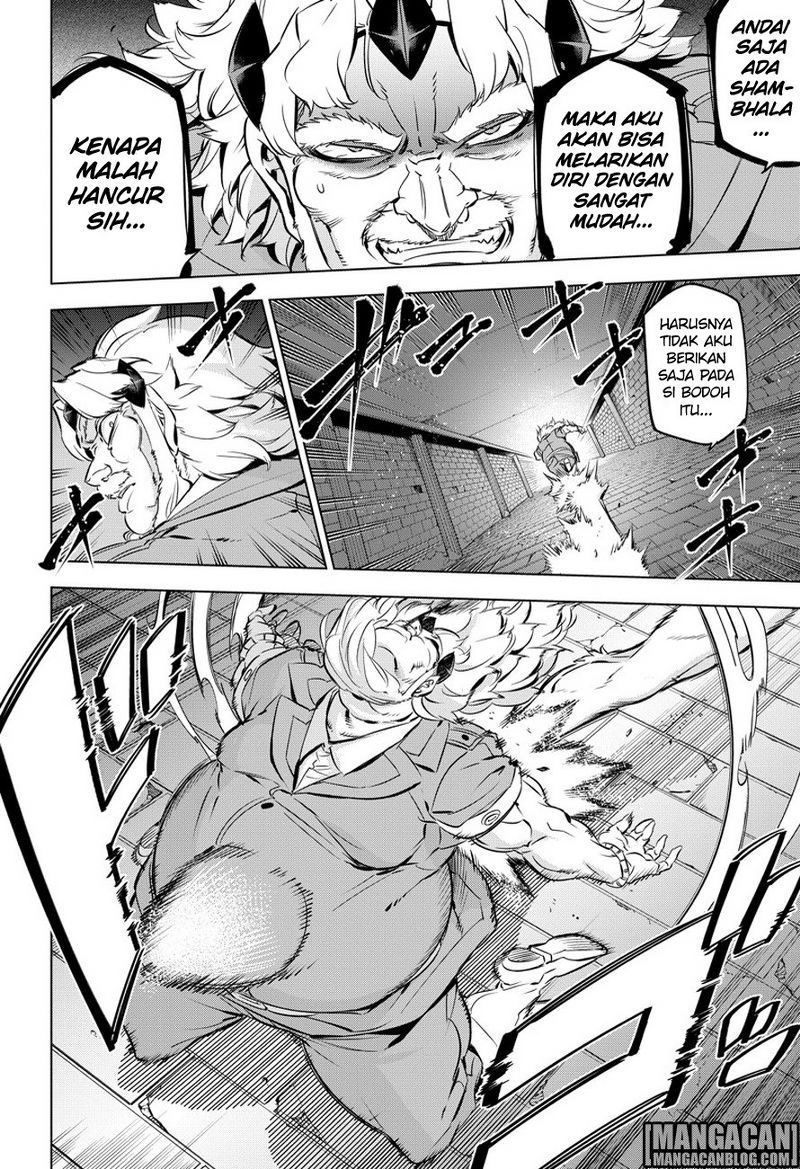 ANDAI
SAJA
ADA
SHAM-
BHALA
...
MAKA AKU
AKAN BISA
MELARIKAN
DIRI DENGAN
SANGAT
MUDAH...
KENAPA
MALAH
HANCUR
SIH...
HARUSNYA
TIDAK AKU
BERIKAN
SAJA PADA
SI BODOH
ITU...
[MANGACAN]
MANGACANBLOG.COM